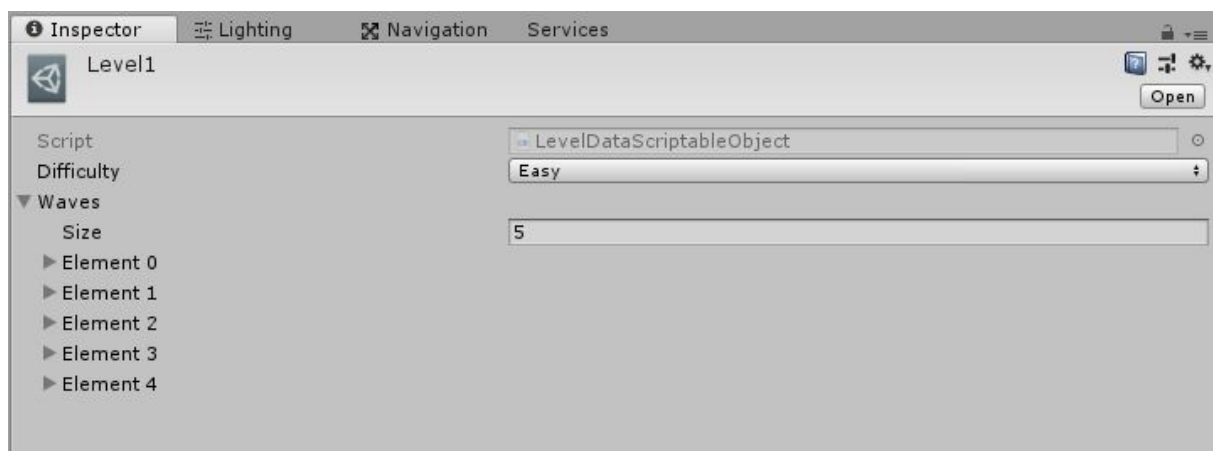 Inspector Lighting Navigation Services
Level1
Open
Script LevelDataScriptableObject
Difficulty Easy
Waves
Size 5
Element 0
Element 1
Element 2
Element 3
Element 4